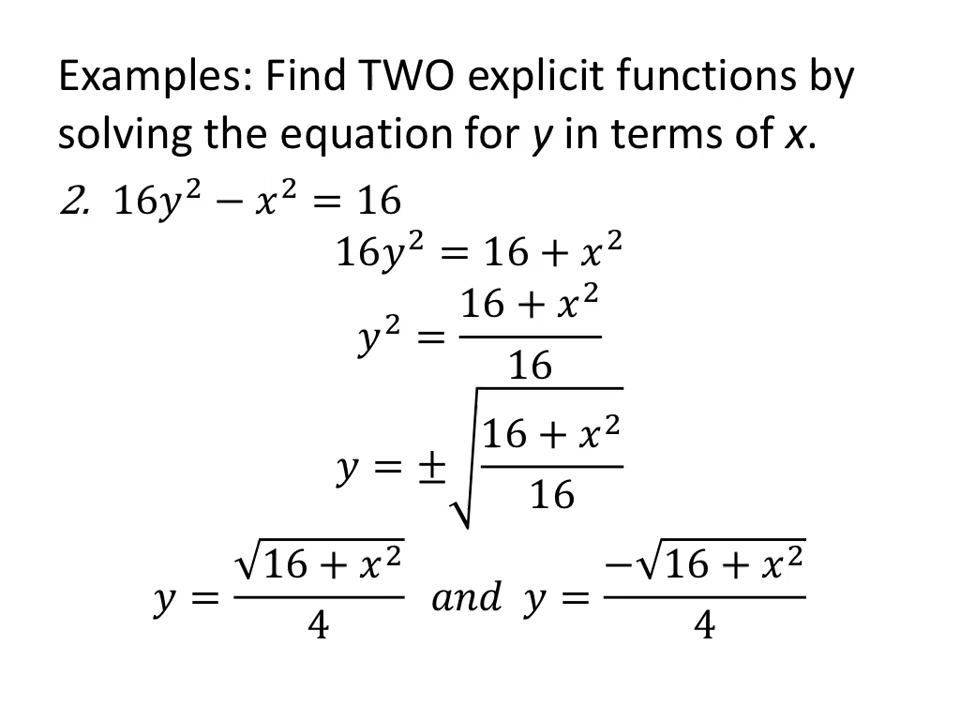 Examples: Find TWO explicit functions by
solving the equation for y in terms of x.
2. 16y² − x² = 16
16y² = 16 + x²
y² = (16 + x²)/16
y = ±√((16 + x²)/16)
y = √(16 + x²)/4 and y = −√(16 + x²)/4